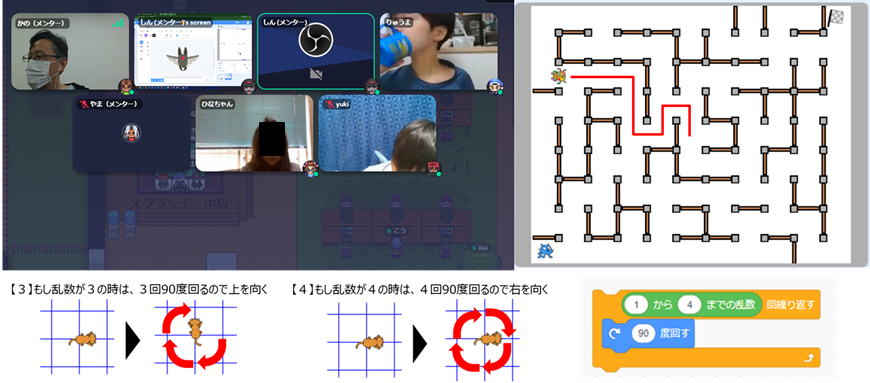 かの（メンター）
しん（メンター）'s screen
しん（メンター）
りゅうま
やま（メンター）
ひなちゃん
yuki
スクラッチ 中級
こう
Kai
【３】もし乱数が３の時は、３回90度回るので上を向く
【４】もし乱数が４の時は、４回90度回るので右を向く
1 から 4 までの乱数 回繰り返す
90 度回す